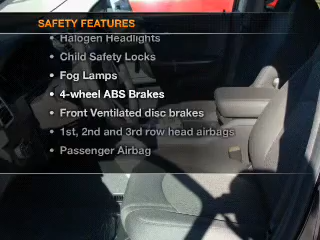 SAFETY FEATURES
• Halogen Headlights
• Child Safety Locks
• Fog Lamps
• 4-wheel ABS Brakes
• Front Ventilated disc brakes
• 1st, 2nd and 3rd row head airbags
• Passenger Airbag